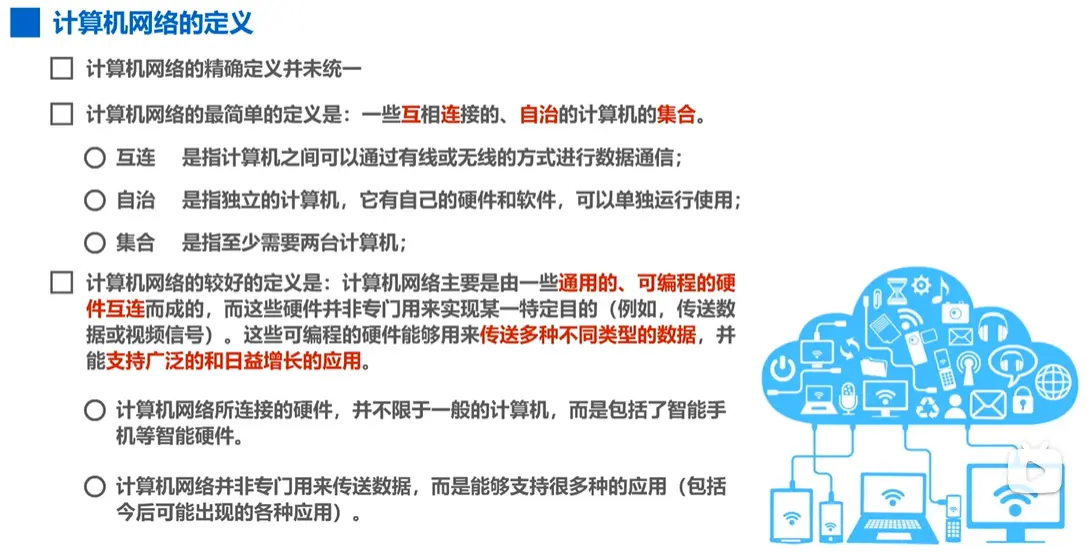 计算机网络的定义
计算机网络的精确定义并未统一
计算机网络的最简单的定义是：一些互相连接的、自治的计算机的集合。
互连 是指计算机之间可以通过有线或无线的方式进行数据通信；
自治 是指独立的计算机，它有自己的硬件和软件，可以单独运行使用；
集合 是指至少需要两台计算机；
计算机网络的较好的定义是：计算机网络主要是由一些通用的、可编程的硬
件互连而成的，而这些硬件并非专门用来实现某一特定目的（例如，传送数
据或视频信号）。这些可编程的硬件能够用来传送多种不同类型的数据，并
能支持广泛的和日益增长的应用。
计算机网络所连接的硬件，并不限于一般的计算机，而是包括了智能手
机等智能硬件。
计算机网络并非专门用来传送数据，而是能够支持很多种的应用（包括
今后可能出现的各种应用）。